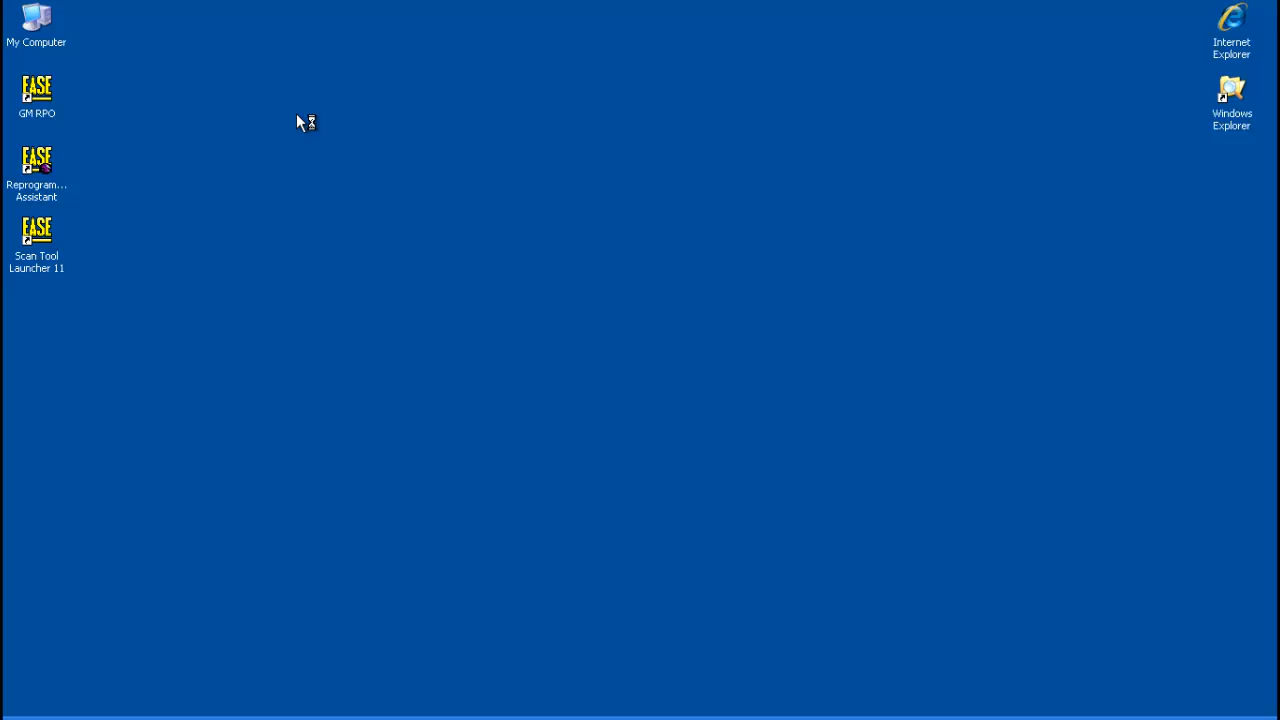 My Computer
EASE
GM RPO
EASE
Reprogram...
Assistant
EASE
Scan Tool
Launcher 11
Internet
Explorer
Windows
Explorer